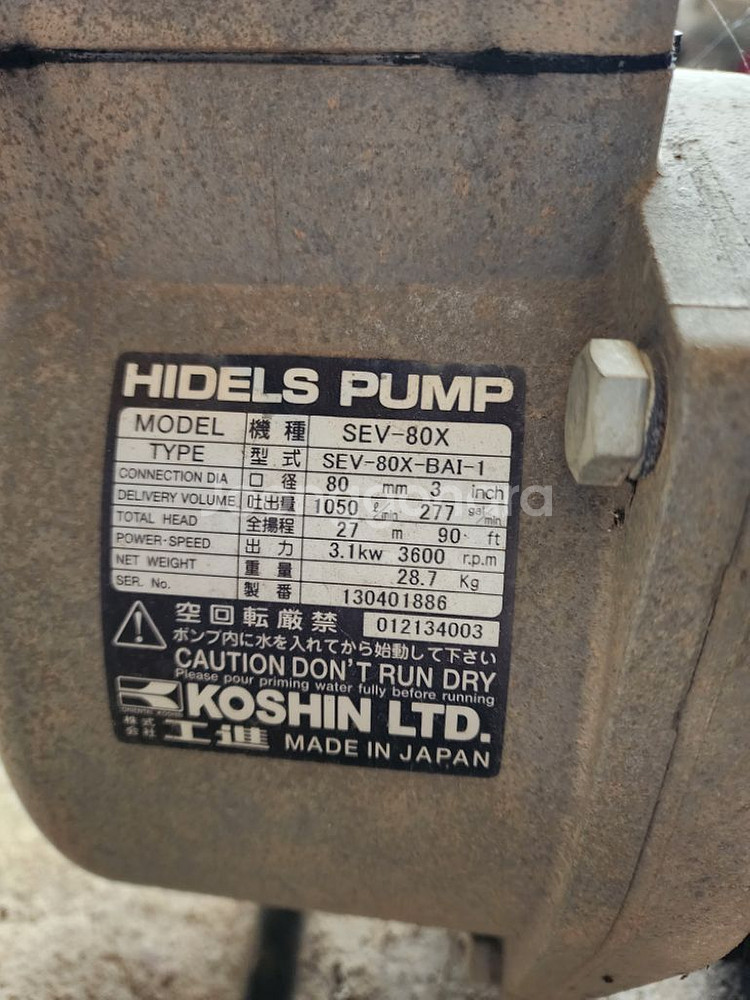 HIDELS PUMP
MODEL 機種 SEV-80X
TYPE 型式 SEV-80X-BAI-1
CONNECTION DIA 口径 80 mm 3 inch
DELIVERY VOLUME 吐出量 1050 ℓ/min 277 gal/min
TOTAL HEAD 全揚程 27 m 90 ft
POWER-SPEED 出力 3.1kw 3600 r.p.m
NET WEIGHT 重量 28.7 Kg
SER. No. 製番 130401886
空回転厳禁 012134003
ポンプ内に水を入れてから始動して下さい
CAUTION DON'T RUN DRY
Please pour priming water fully before running
KOSHIN LTD.
株式会社 工進 MADE IN JAPAN